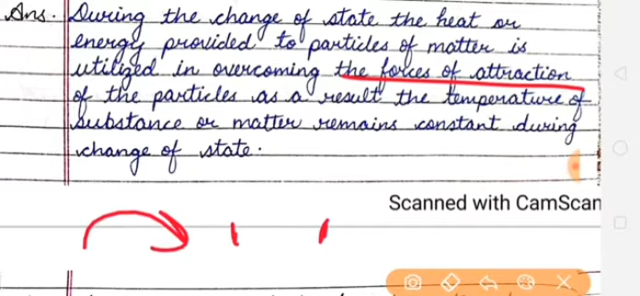 Ans. During the change of state the heat or
energy provided to particles of matter is
utilized in overcoming the forces of attraction
of the particles as a result the temperature of
substance or matter remains constant during
change of state.
Scanned with CamScan